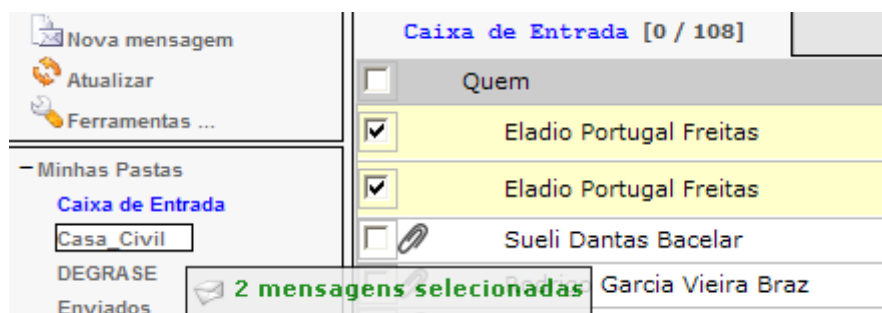 Nova mensagem
Atualizar
Ferramentas ...
Minhas Pastas
Caixa de Entrada
Casa_Civil
DEGRASE
Enviados
Caixa de Entrada [0 / 108]
Quem
Eladio Portugal Freitas
Eladio Portugal Freitas
Sueli Dantas Bacelar
Garcia Vieira Braz
2 mensagens selecionadas